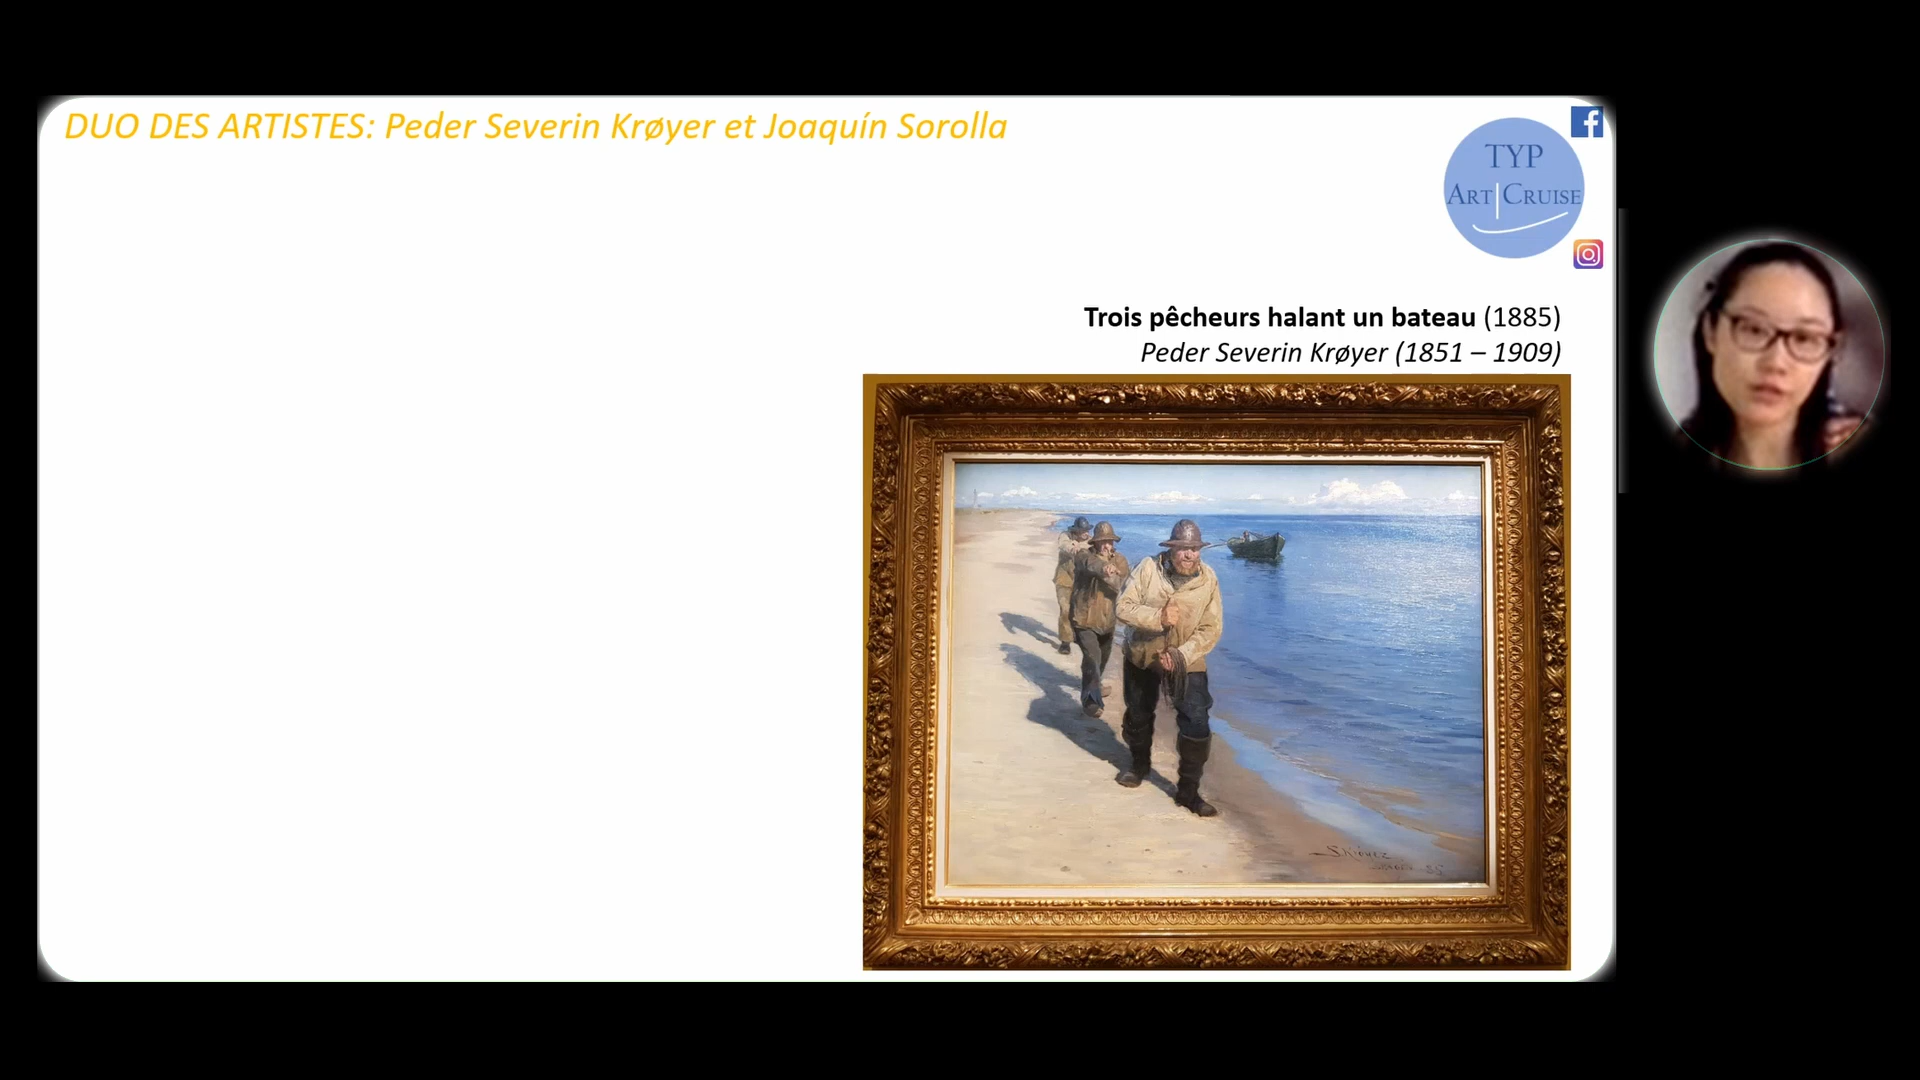 DUO DES ARTISTES: Peder Severin Krøyer et Joaquín Sorolla
TYP
ART CRUISE
Trois pêcheurs halant un bateau (1885)
Peder Severin Krøyer (1851 – 1909)